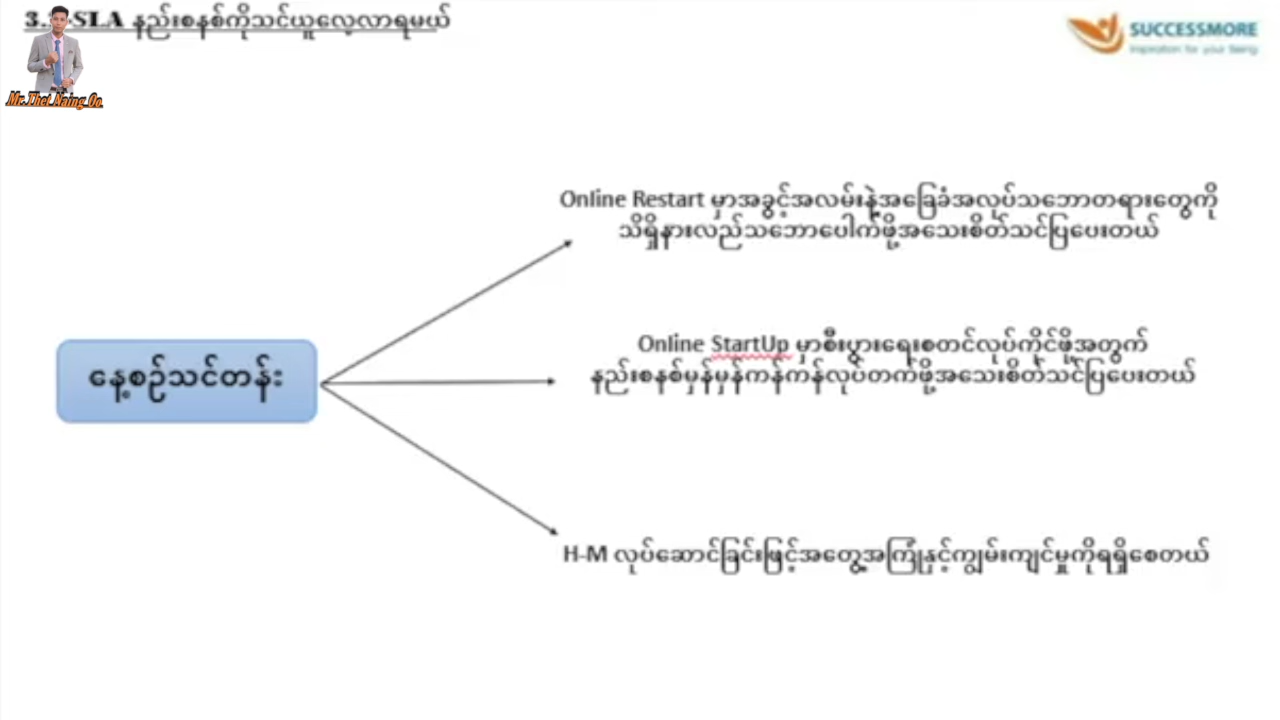 နည်းစနစ်ကိုသင်ယူလေ့လာရမယ်
SUCCESSMORE
Inspiration for your Being
Mr.Thet Naing Oo
Online Restart မှာအခွင့်အလမ်းနဲ့အခြေခံအလုပ်သဘောတရားတွေကို
သိရှိနားလည်သဘောပေါက်ဖို့အသေးစိတ်သင်ပြပေးတယ်
Online StartUp မှာစီးပွားရေးစတင်လုပ်ကိုင်ဖို့အတွက်
နည်းစနစ်မှန်မှန်ကန်ကန်လုပ်တက်ဖို့အသေးစိတ်သင်ပြပေးတယ်
နေ့စဉ်သင်တန်း
H-M လုပ်ဆောင်ခြင်းဖြင့်အတွေ့အကြုံနှင့်ကျွမ်းကျင်မှုကိုရရှိစေတယ်